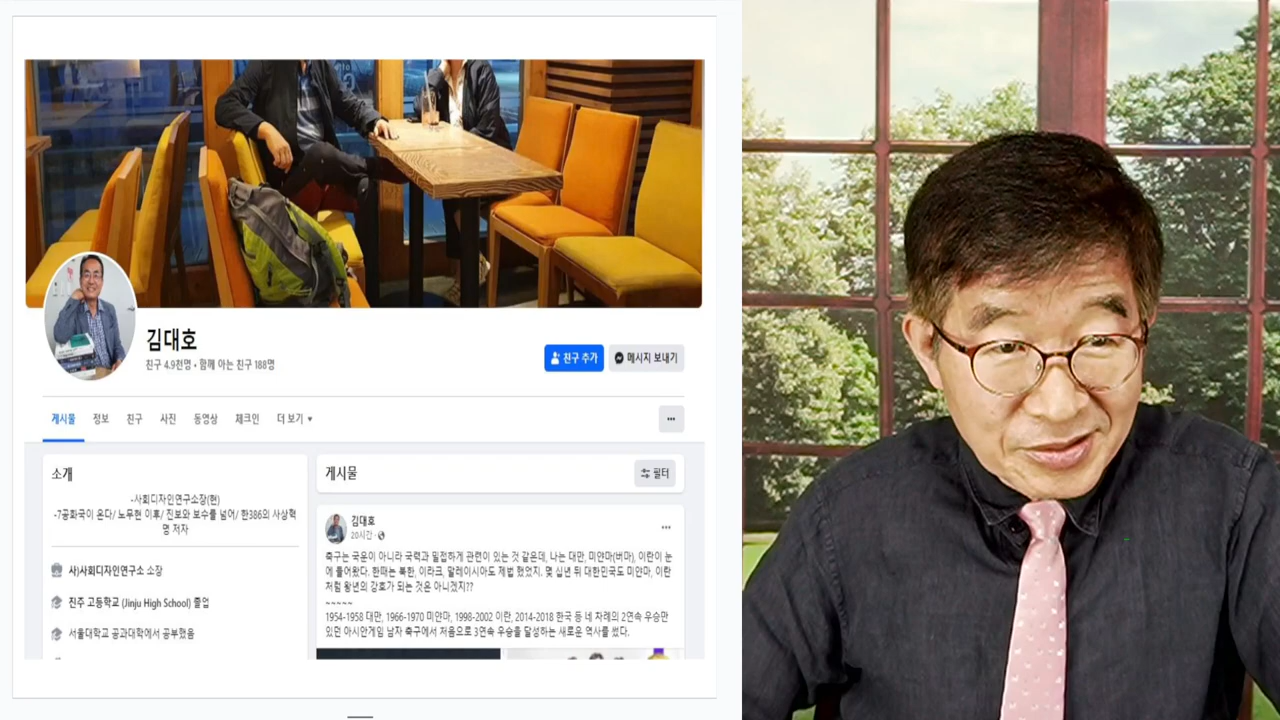 김대호
친구 4.9천명 • 함께 아는 친구 188명
친구 추가
메시지 보내기
게시물
정보
친구
사진
동영상
체크인
더 보기
소개
-사회디자인연구소장(현)
-7공화국이 온다/ 노무현 이후/ 진보와 보수를 넘어/ 한386의 사상혁
명 저자
사)사회디자인연구소 소장
진주 고등학교 (Jinju High School) 졸업
서울대학교 공과대학에서 공부했음
게시물
필터
김대호
20시간 ·
축구는 국운이 아니라 국력과 밀접하게 관련이 있는 것 같은데, 나는 대만, 미얀마(버마), 이란이 눈
에 들어왔다. 한때는 북한, 이라크, 말레이시아도 제법 했었지. 몇 십년 뒤 대한민국도 미얀마, 이란
처럼 왕년의 강호가 되는 것은 아니겠지??
~~~~~
1954-1958 대만, 1966-1970 미얀마, 1998-2002 이란, 2014-2018 한국 등 네 차례의 2연속 우승만
있던 아시안게임 남자 축구에서 처음으로 3연속 우승을 달성하는 새로운 역사를 썼다.